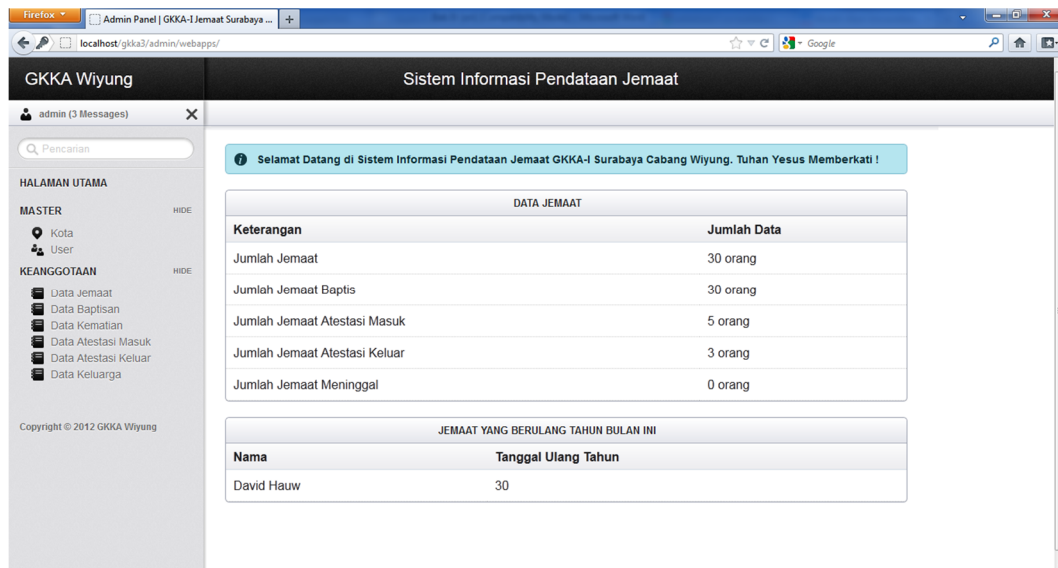 Firefox
Admin Panel | GKKA-I Jemaat Surabaya ...
localhost/gkka3/admin/webapps/
Google
GKKA Wiyung
Sistem Informasi Pendataan Jemaat
admin (3 Messages)
Pencarian
HALAMAN UTAMA
MASTER HIDE
Kota
User
KEANGGOTAAN HIDE
Data Jemaat
Data Baptisan
Data Kematian
Data Atestasi Masuk
Data Atestasi Keluar
Data Keluarga
Copyright © 2012 GKKA Wiyung
Selamat Datang di Sistem Informasi Pendataan Jemaat GKKA-I Surabaya Cabang Wiyung. Tuhan Yesus Memberkati !
DATA JEMAAT
Keterangan Jumlah Data
Jumlah Jemaat 30 orang
Jumlah Jemaat Baptis 30 orang
Jumlah Jemaat Atestasi Masuk 5 orang
Jumlah Jemaat Atestasi Keluar 3 orang
Jumlah Jemaat Meninggal 0 orang
JEMAAT YANG BERULANG TAHUN BULAN INI
Nama Tanggal Ulang Tahun
David Hauw 30